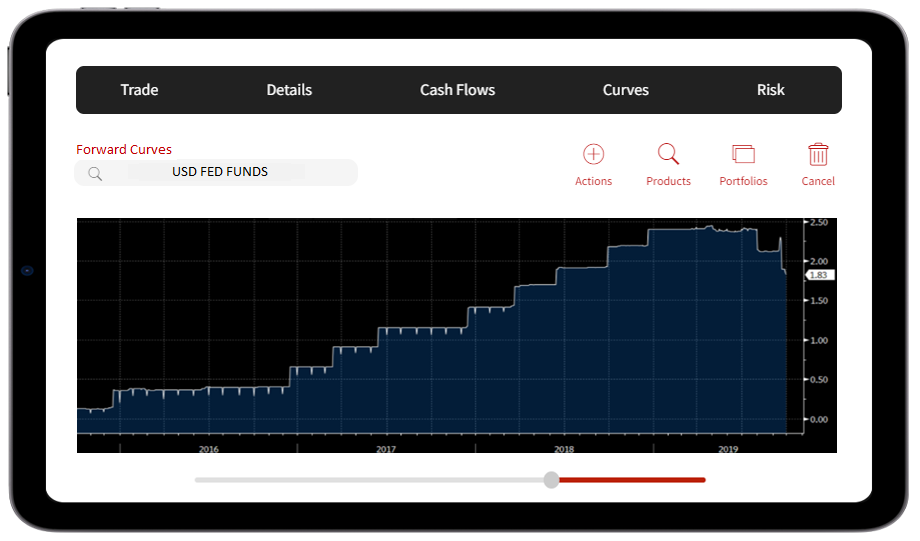 Trade Details Cash Flows Curves Risk
Forward Curves
USD FED FUNDS
Actions Products Portfolios Cancel
2.50
2.00
1.83
1.50
1.00
0.50
0.00
2016 2017 2018 2019